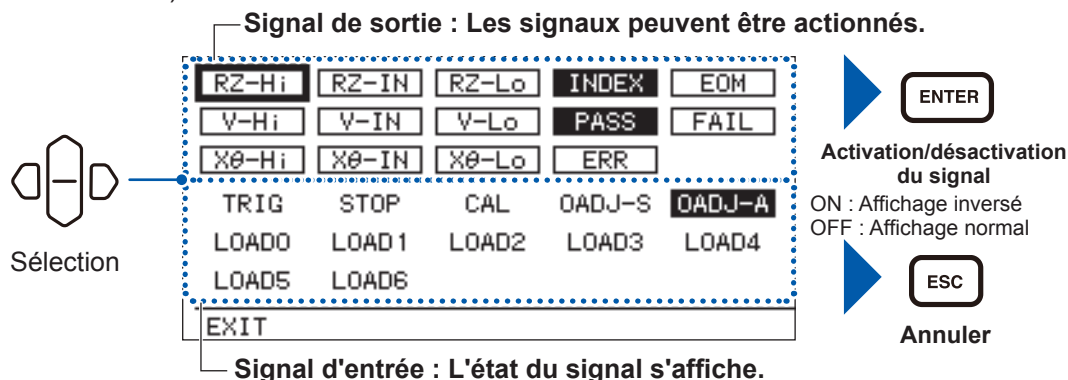 Signal de sortie : Les signaux peuvent être actionnés.
RZ-Hi RZ-IN RZ-Lo INDEX EOM
V-Hi V-IN V-Lo PASS FAIL
Xθ-Hi Xθ-IN Xθ-Lo ERR
TRIG STOP CAL OADJ-S OADJ-A
LOAD0 LOAD1 LOAD2 LOAD3 LOAD4
LOAD5 LOAD6
EXIT
Sélection
ENTER
Activation/désactivation
du signal
ON : Affichage inversé
OFF : Affichage normal
ESC
Annuler
Signal d'entrée : L'état du signal s'affiche.